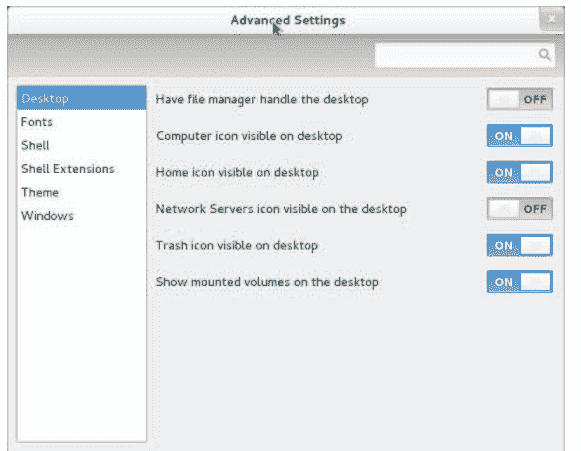 Advanced Settings
Desktop
Fonts
Shell
Shell Extensions
Theme
Windows
Have file manager handle the desktop OFF
Computer icon visible on desktop ON
Home icon visible on desktop ON
Network Servers icon visible on the desktop OFF
Trash icon visible on desktop ON
Show mounted volumes on the desktop ON